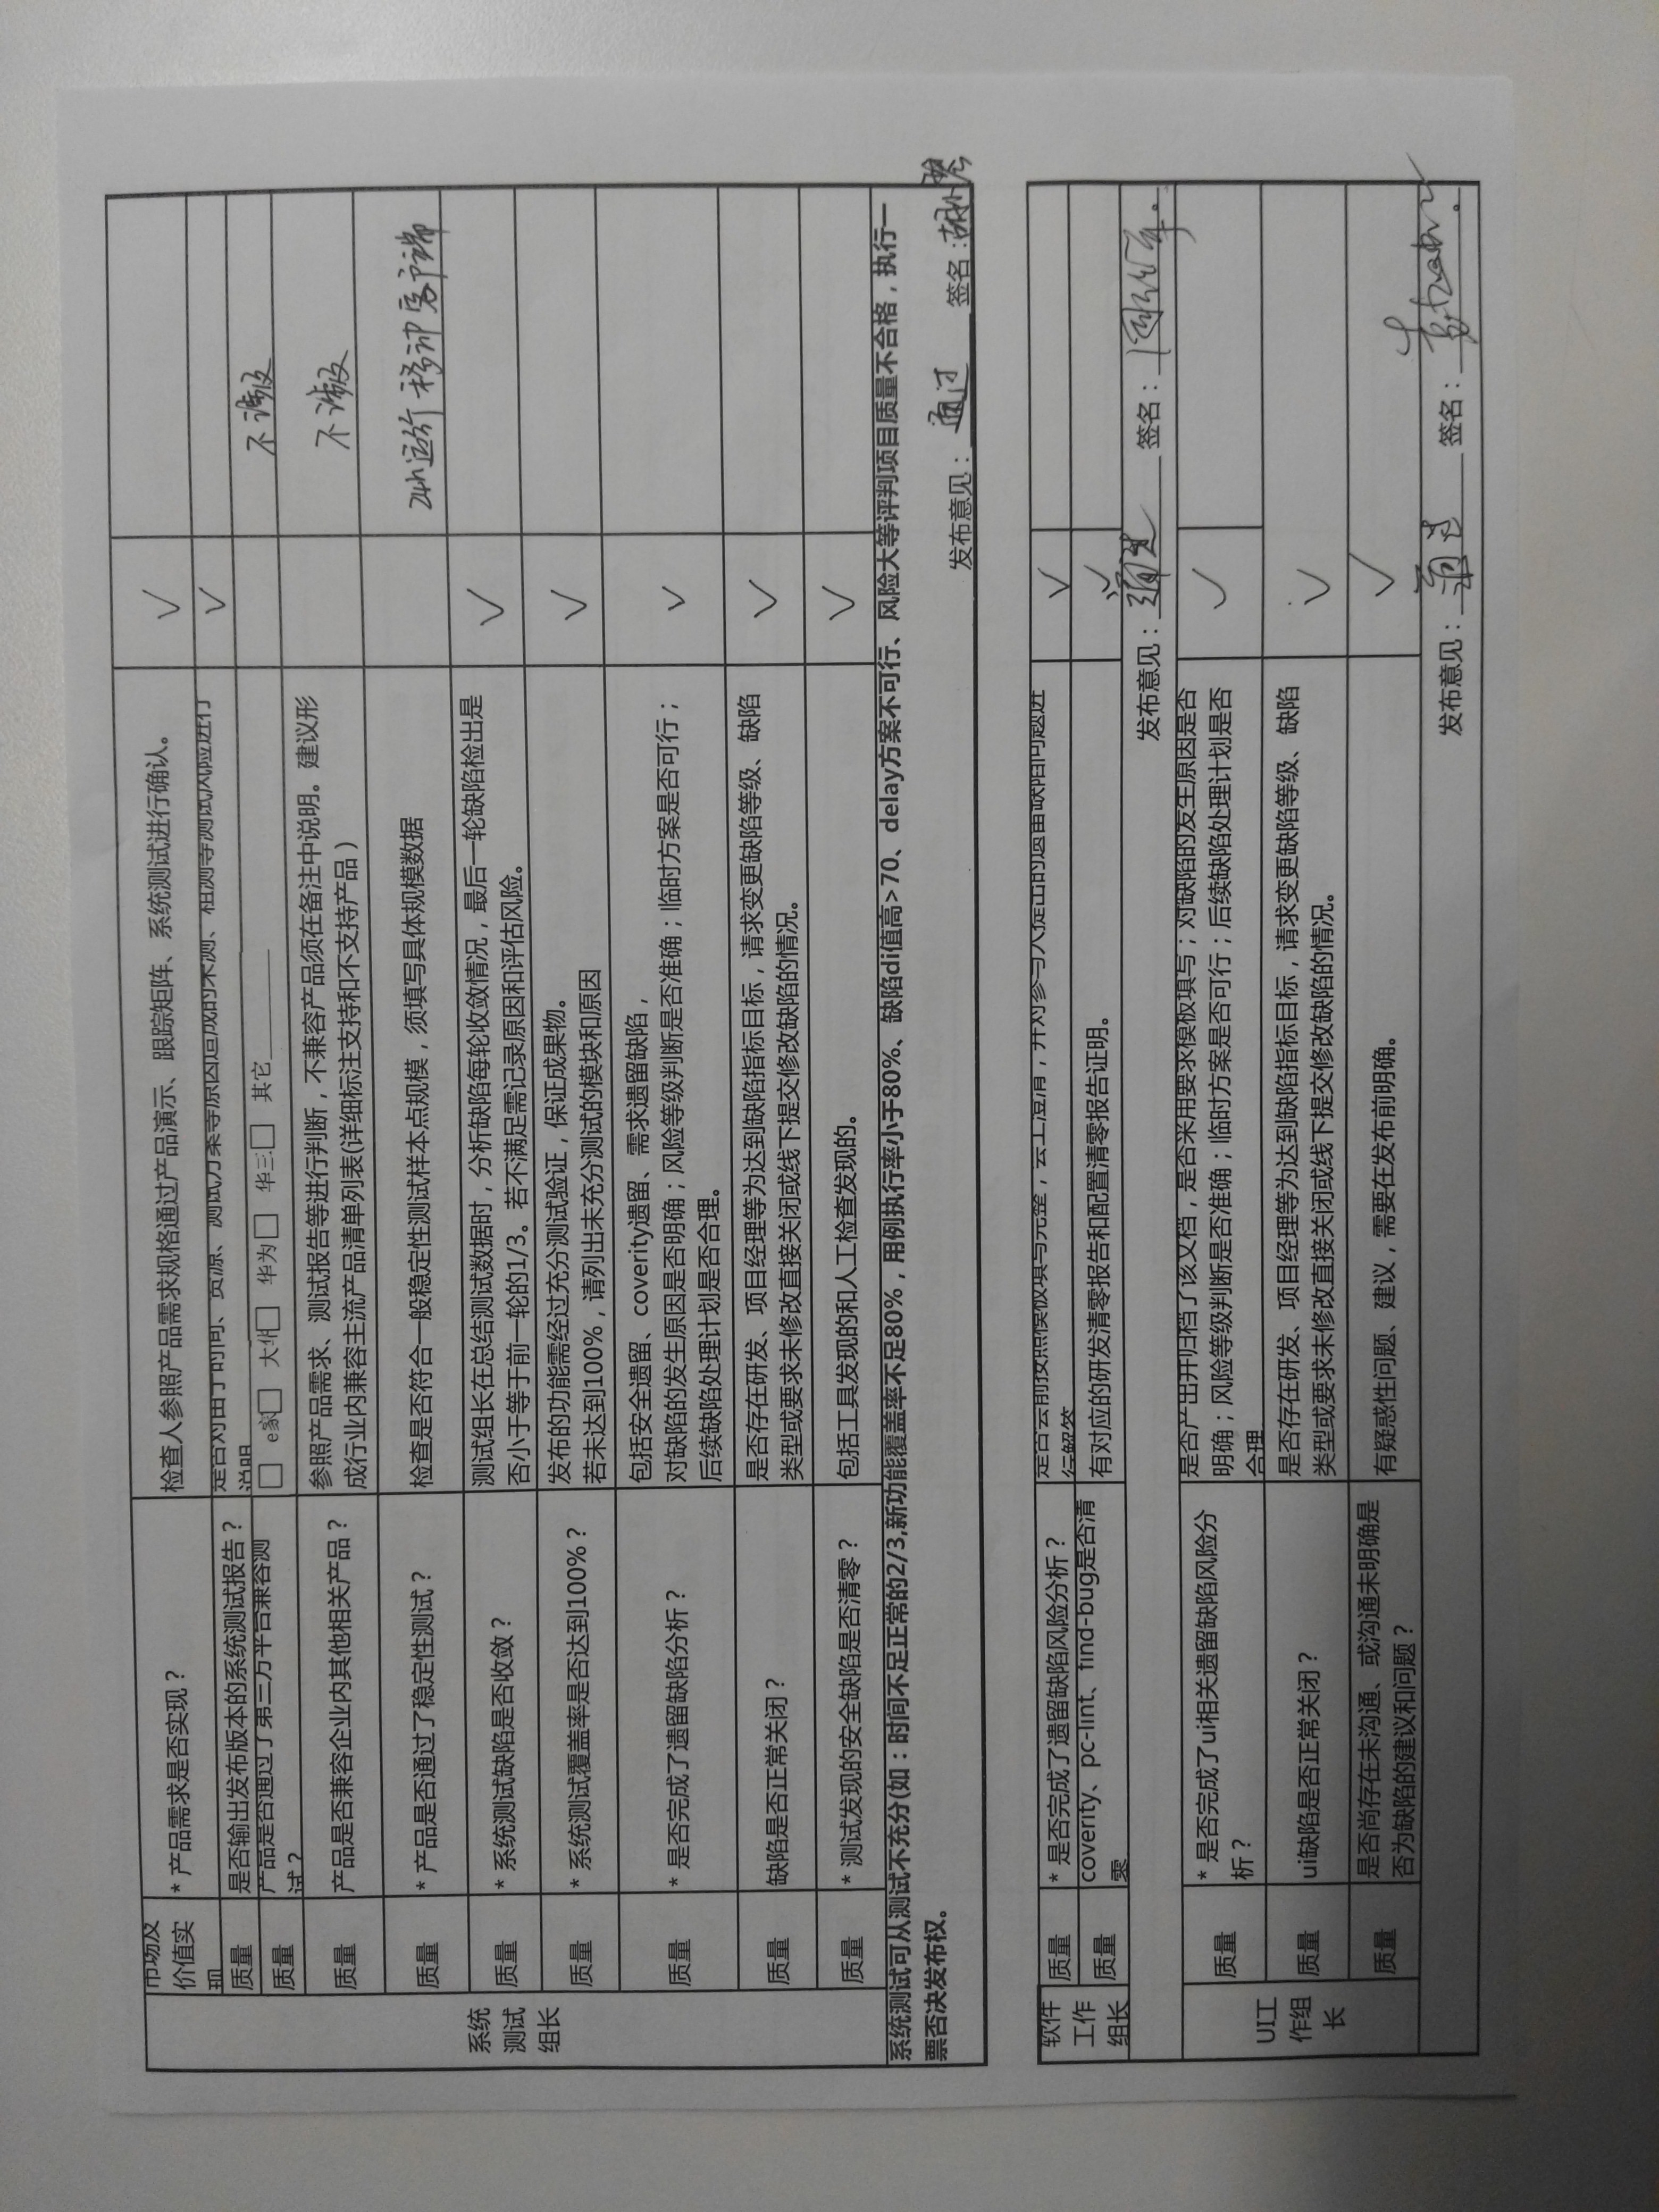 市场及
价值实
现
* 产品需求是否实现?
检查人参照产品需求规格通过产品演示、跟踪矩阵、系统测试进行确认。
√
质量
是否输出发布版本的系统测试报告?
是否对由于时间、资源、测试方案等原因造成的不测、粗测等测试风险进行
说明
√
质量
产品是否通过了第三方平台兼容测
试?
□ e家□ 大华□ 华为□ 华三□ 其它
不涉及
质量
产品是否兼容企业内其他相关产品?
参照产品需求、测试报告等进行判断,不兼容产品须在备注中说明。建议形
成行业内兼容主流产品清单列表(详细标注支持和不支持产品)
不涉及
质量
* 产品是否通过了稳定性测试?
检查是否符合一般稳定性测试样本点规模,须填写具体规模数据
24h运行 移动客户端
系统
测试
组长
质量
* 系统测试缺陷是否收敛?
测试组长在总结测试数据时,分析缺陷每轮收敛情况,最后一轮缺陷检出是
否小于等于前一轮的1/3。若不满足需记录原因和评估风险。
√
质量
* 系统测试覆盖率是否达到100%?
发布的功能需经过充分测试验证,保证成果物。
若未达到100%,请列出未充分测试的模块和原因
√
质量
* 是否完成了遗留缺陷分析?
包括安全遗留、coverity遗留、需求遗留缺陷,
对缺陷的发生原因是否明确;风险等级判断是否准确;临时方案是否可行;
后续缺陷处理计划是否合理。
√
质量
缺陷是否正常关闭?
是否存在研发、项目经理等为达到缺陷指标目标,请求变更缺陷等级、缺陷
类型或要求未修改直接关闭或线下提交修改缺陷的情况。
√
质量
* 测试发现的安全缺陷是否清零?
包括工具发现的和人工检查发现的。
√
系统测试可从测试不充分(如:时间不足正常的2/3,新功能覆盖率不足80%,用例执行率小于80%、缺陷di值高>70、delay方案不可行、风险大等评判项目质量不合格,执行一
票否决发布权。
发布意见: 通过 签名:
软件
工作
组长
质量
* 是否完成了遗留缺陷风险分析?
是否会前按照模板填写完整,会上澄清,并对参与人提出的遗留缺陷问题进
行解答
√
质量
coverity、pc-lint、find-bug是否清
零
有对应的研发清零报告和配置清零报告证明。
√
发布意见: 通过 签名:
UI工
作组
长
质量
* 是否完成了ui相关遗留缺陷风险分
析?
是否产出并归档了该文档,是否采用要求模板填写;对缺陷的发生原因是否
明确;风险等级判断是否准确;临时方案是否可行;后续缺陷处理计划是否
合理
√
质量
ui缺陷是否正常关闭?
是否存在研发、项目经理等为达到缺陷指标目标,请求变更缺陷等级、缺陷
类型或要求未修改直接关闭或线下提交修改缺陷的情况。
√
质量
是否尚存在未沟通、或沟通未明确是
否为缺陷的建议和问题?
有疑惑性问题、建议,需要在发布前明确。
√
发布意见: 通过 签名: